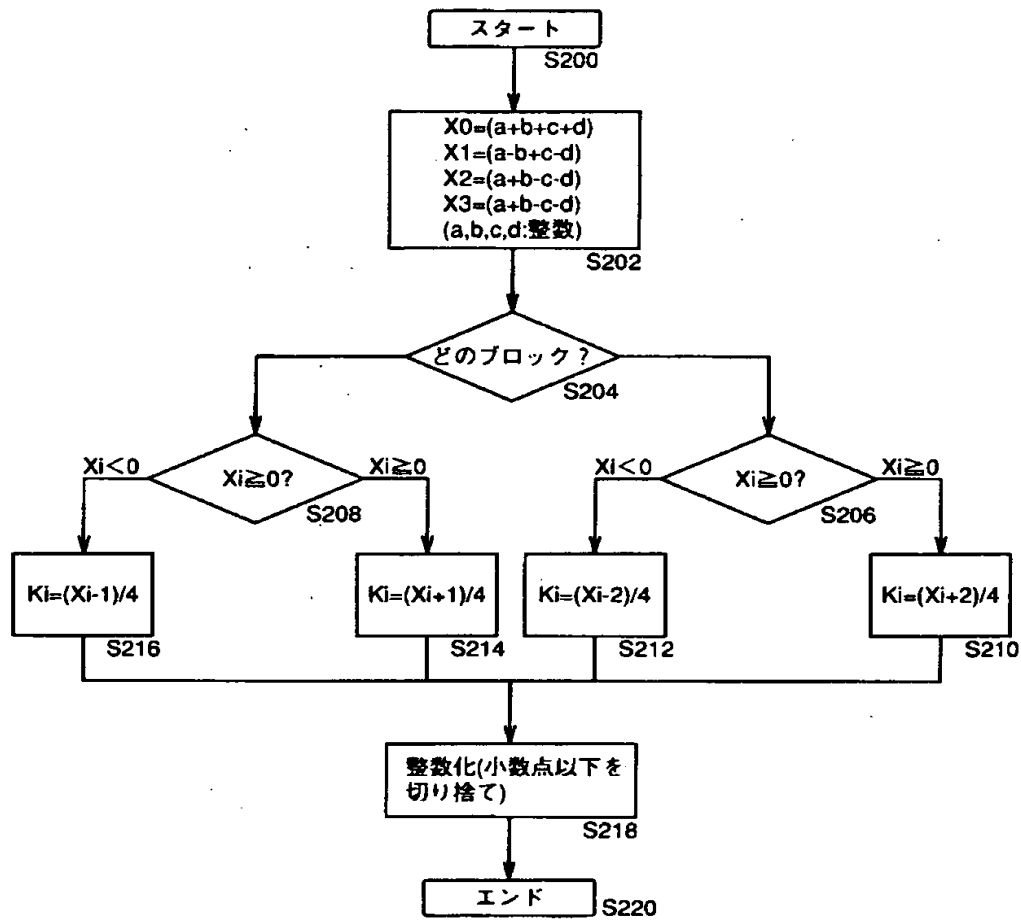 スタート
S200
X0=(a+b+c+d)
X1=(a-b+c-d)
X2=(a+b-c-d)
X3=(a+b-c-d)
(a,b,c,d:整数)
S202
どのブロック？
S204
Xi<0
Xi≧0?
Xi≧0
S208
Xi<0
Xi≧0?
Xi≧0
S206
Ki=(Xi-1)/4
S216
Ki=(Xi+1)/4
S214
Ki=(Xi-2)/4
S212
Ki=(Xi+2)/4
S210
整数化(小数点以下を
切り捨て)
S218
エンド
S220